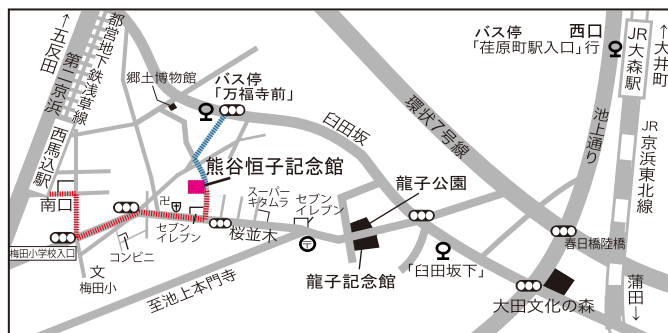 ←五反田
第二京浜
都営地下鉄浅草線
西馬込駅
南口
梅田小学校入口
文
梅田小
コンビニ
郷土博物館
バス停
「万福寺前」
熊谷恒子記念館
卍
セブン
イレブン
スーパー
キタムラ
セブン
イレブン
桜並木
〒
至池上本門寺
臼田坂
環状7号線
龍子公園
龍子記念館
「臼田坂下」
バス停
「荏原町駅入口」行
西口
JR大森駅
↑大井町
池上通り
JR京浜東北線
春日橋陸橋
蒲田↓
大田文化の森